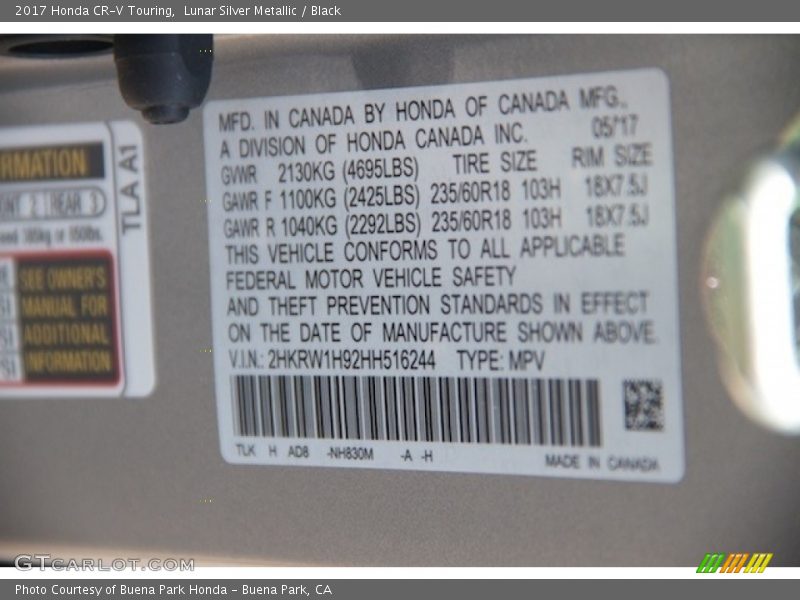 2017 Honda CR-V Touring,  Lunar Silver Metallic / Black
MFD. IN CANADA BY HONDA OF CANADA MFG.,
A DIVISION OF HONDA CANADA INC. 05/17
GVWR 2130KG (4695LBS) TIRE SIZE RIM SIZE
GAWR F 1100KG (2425LBS) 235/60R18 103H 18X7.5J
GAWR R 1040KG (2292LBS) 235/60R18 103H 18X7.5J
THIS VEHICLE CONFORMS TO ALL APPLICABLE
FEDERAL MOTOR VEHICLE SAFETY
AND THEFT PREVENTION STANDARDS IN EFFECT
ON THE DATE OF MANUFACTURE SHOWN ABOVE.
V.I.N.: 2HKRW1H92HH516244 TYPE: MPV
TLK H AD8 -NH830M -A -H
MADE IN CANADA
RMATION
2 REAR 3
TLA A1
SEE OWNER'S
MANUAL FOR
ADDITIONAL
INFORMATION
GTCARLOT.COM
Photo Courtesy of Buena Park Honda - Buena Park, CA